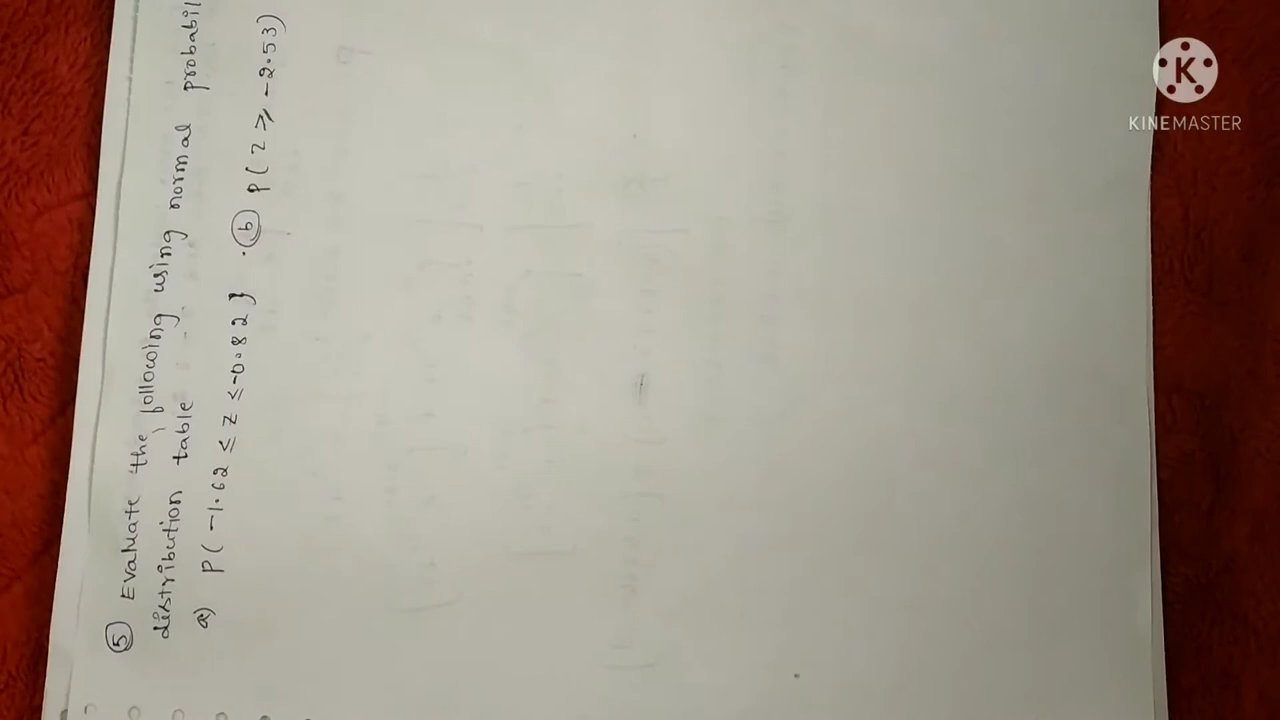 ⑤ Evaluate the following using normal probabil
distribution table
a) P( -1.62 ≤ z ≤ -0.82 } . ⓑ P( z ≥ -2.53)
KINEMASTER